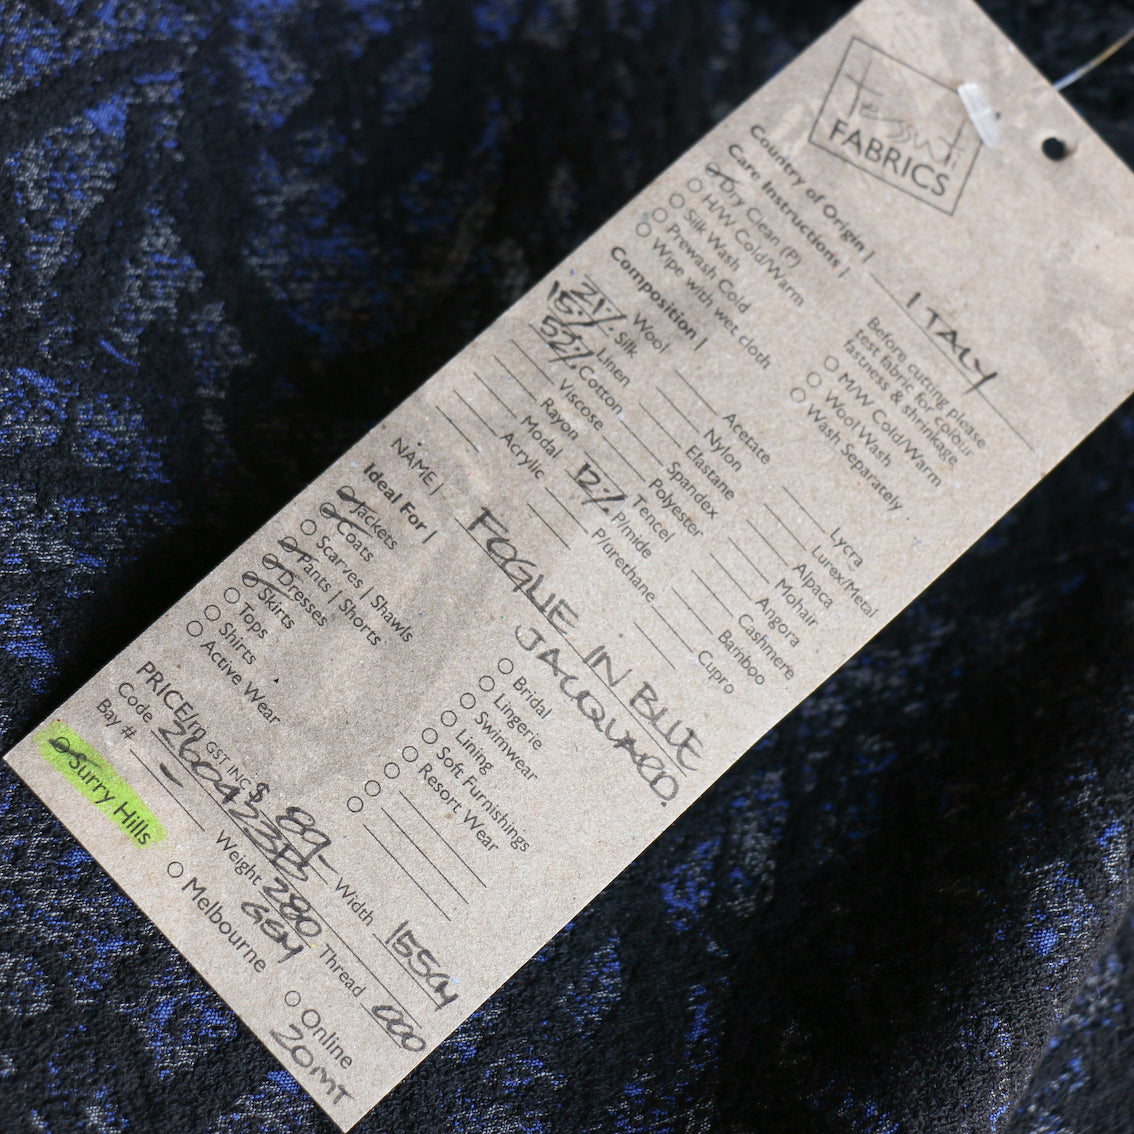 tessuti
FABRICS
Country of Origin | ITALY
Care Instructions |
Dry Clean (P)
H/W Cold/Warm
Silk Wash
Prewash Cold
Wipe with wet cloth
Before cutting please
test fabric for colour
fastness & shrinkage
M/W Cold/Warm
Wool Wash
Wash Separately
Composition |
21% Wool
15% Silk
Linen
52% Cotton
Viscose
Rayon
Modal
Acrylic
Acetate
Nylon
Elastane
Spandex
Polyester
Tencel
12% P/mide
P/urethane
Lycra
Lurex/Metal
Alpaca
Mohair
Angora
Cashmere
Bamboo
Cupro
NAME | FOGUE IN BLUE
JACQUARD.
Ideal For |
Jackets
Coats
Scarves | Shawls
Pants | Shorts
Dresses
Skirts
Tops
Shirts
Active Wear
Bridal
Lingerie
Swimwear
Lining
Soft Furnishings
Resort Wear
PRICE/m GST INC $ 89- Width 155cm
Code Weight 280 GSM Thread 000
Bay # -
Surry Hills
Melbourne
Online
20MT